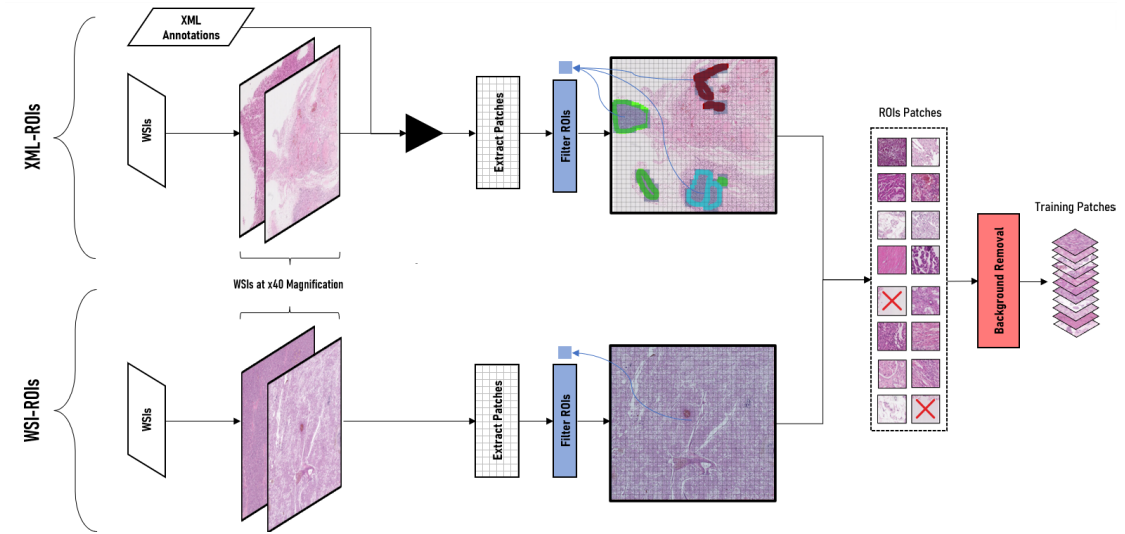 XML-ROIs
XML
Annotations
WSIs
Extract Patches
Filter ROIs
WSIs at x40 Magnification
WSI-ROIs
WSIs
Extract Patches
Filter ROIs
ROIs Patches
Background Removal
Training Patches